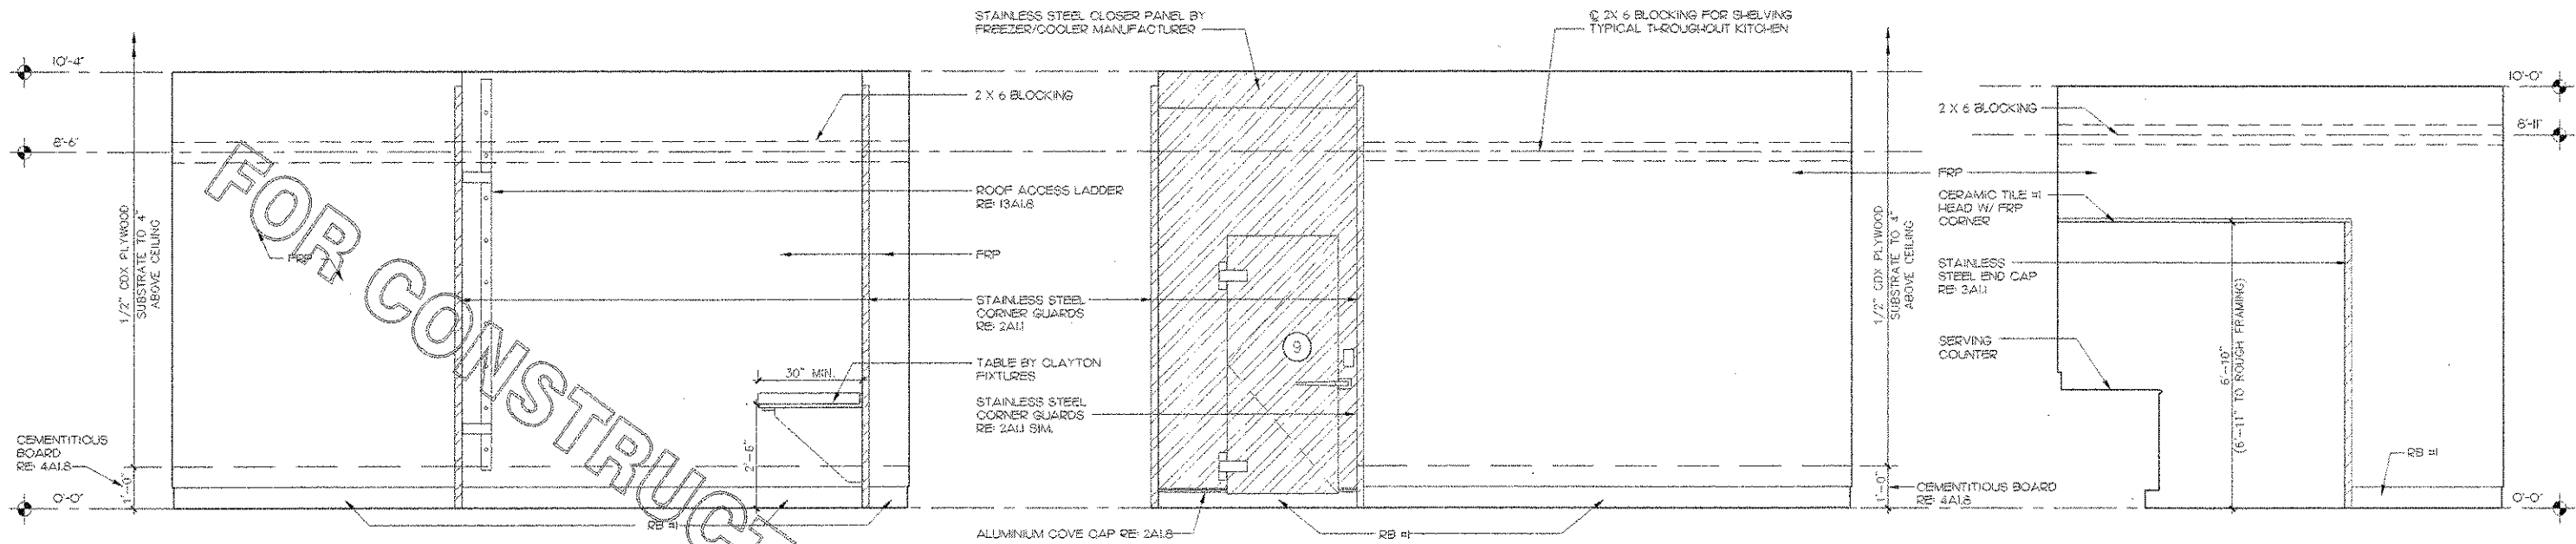 STAINLESS STEEL CLOSER PANEL BY
FREEZER/COOLER MANUFACTURER
℄ 2X 6 BLOCKING FOR SHELVING
TYPICAL THROUGHOUT KITCHEN
10'-4"
8'-6"
1/2" CDX PLYWOOD
SUBSTRATE TO 4"
ABOVE CEILING
CEMENTITIOUS
BOARD
RE: 4A1.8
0'-0"
1'-0"
FOR CONSTRUCT
FRP
2 X 6 BLOCKING
ROOF ACCESS LADDER
RE: 13A1.8
FRP
STAINLESS STEEL
CORNER GUARDS
RE: 2A1.1
TABLE BY CLAYTON
FIXTURES
30" MIN.
2'-6"
STAINLESS STEEL
CORNER GUARDS
RE: 2A1.1 SIM.
RB #1
ALUMINIUM COVE CAP RE: 2A1.8
9
RB #1
1/2" CDX PLYWOOD
SUBSTRATE TO 4"
ABOVE CEILING
1'-0"
CEMENTITIOUS BOARD
RE: 4A1.8
2 X 6 BLOCKING
FRP
CERAMIC TILE #1
HEAD W/ FRP
CORNER
STAINLESS
STEEL END CAP
RE: 3A1.1
SERVING
COUNTER
6'-10"
(6'-11" TO ROUGH FRAMING)
RB #1
10'-0"
8'-11"
0'-0"